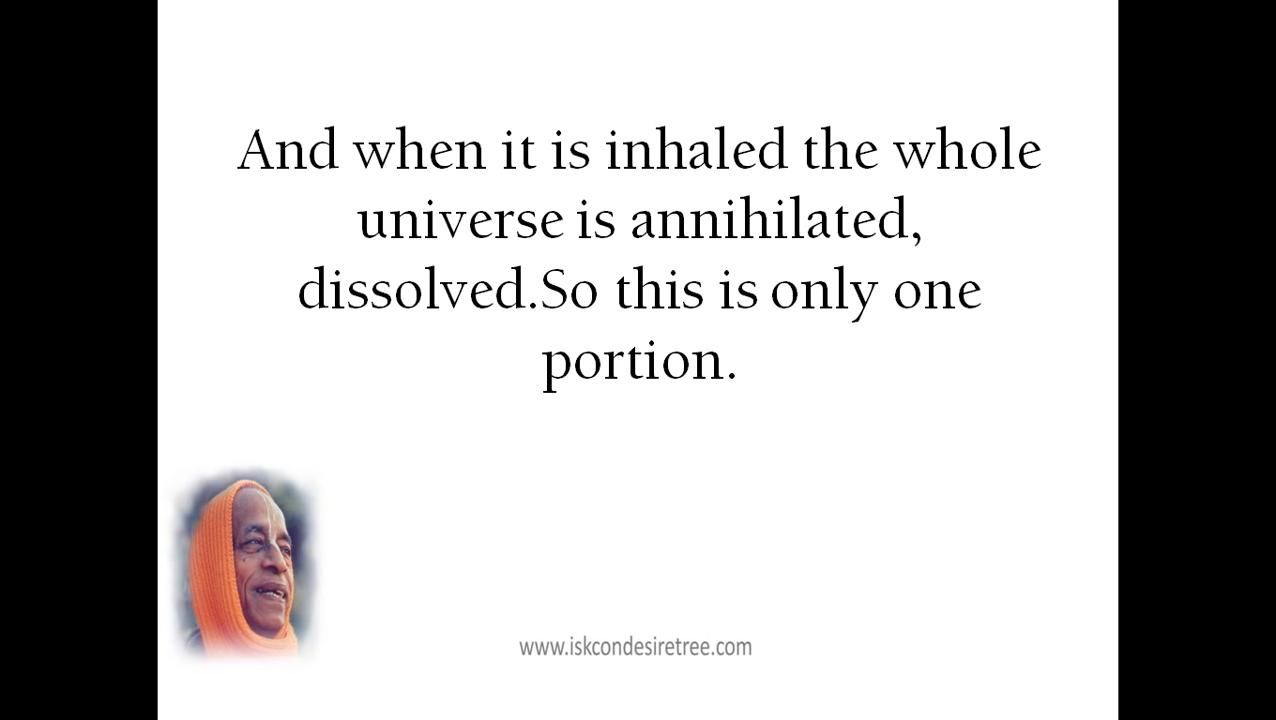 And when it is inhaled the whole
universe is annihilated,
dissolved.So this is only one
portion.
www.iskcondesiretree.com